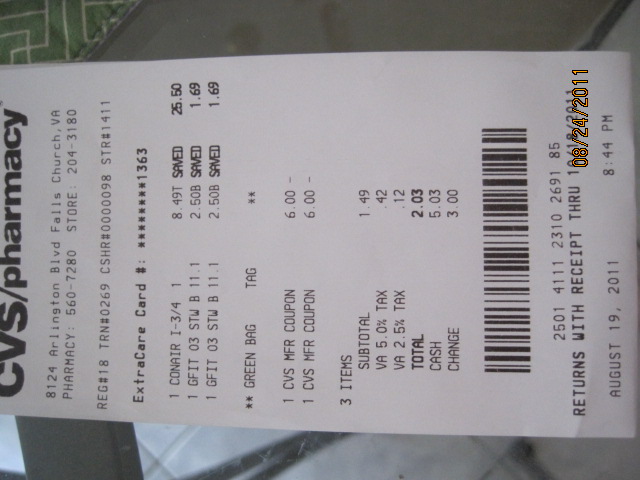 CVS/pharmacy
8124 Arlington Blvd Falls Church,VA
PHARMACY: 560-7280 STORE: 204-3180
REG#18 TRN#0269 CSHR#0000098 STR#1411
ExtraCare Card #: ********1363
1 CONAIR I-3/4 1 8.49T SAVED 25.50
1 GFIT O3 STW B 11.1 2.50B SAVED 1.69
1 GFIT O3 STW B 11.1 2.50B SAVED 1.69
** GREEN BAG TAG **
1 CVS MFR COUPON 6.00 -
1 CVS MFR COUPON 6.00 -
3 ITEMS
SUBTOTAL 1.49
VA 5.0% TAX .42
VA 2.5% TAX .12
TOTAL 2.03
CASH 5.03
CHANGE 3.00
2501 4111 2310 2691 85
RETURNS WITH RECEIPT THRU 10/18/2011
08/24/2011
AUGUST 19, 2011 8:44 PM